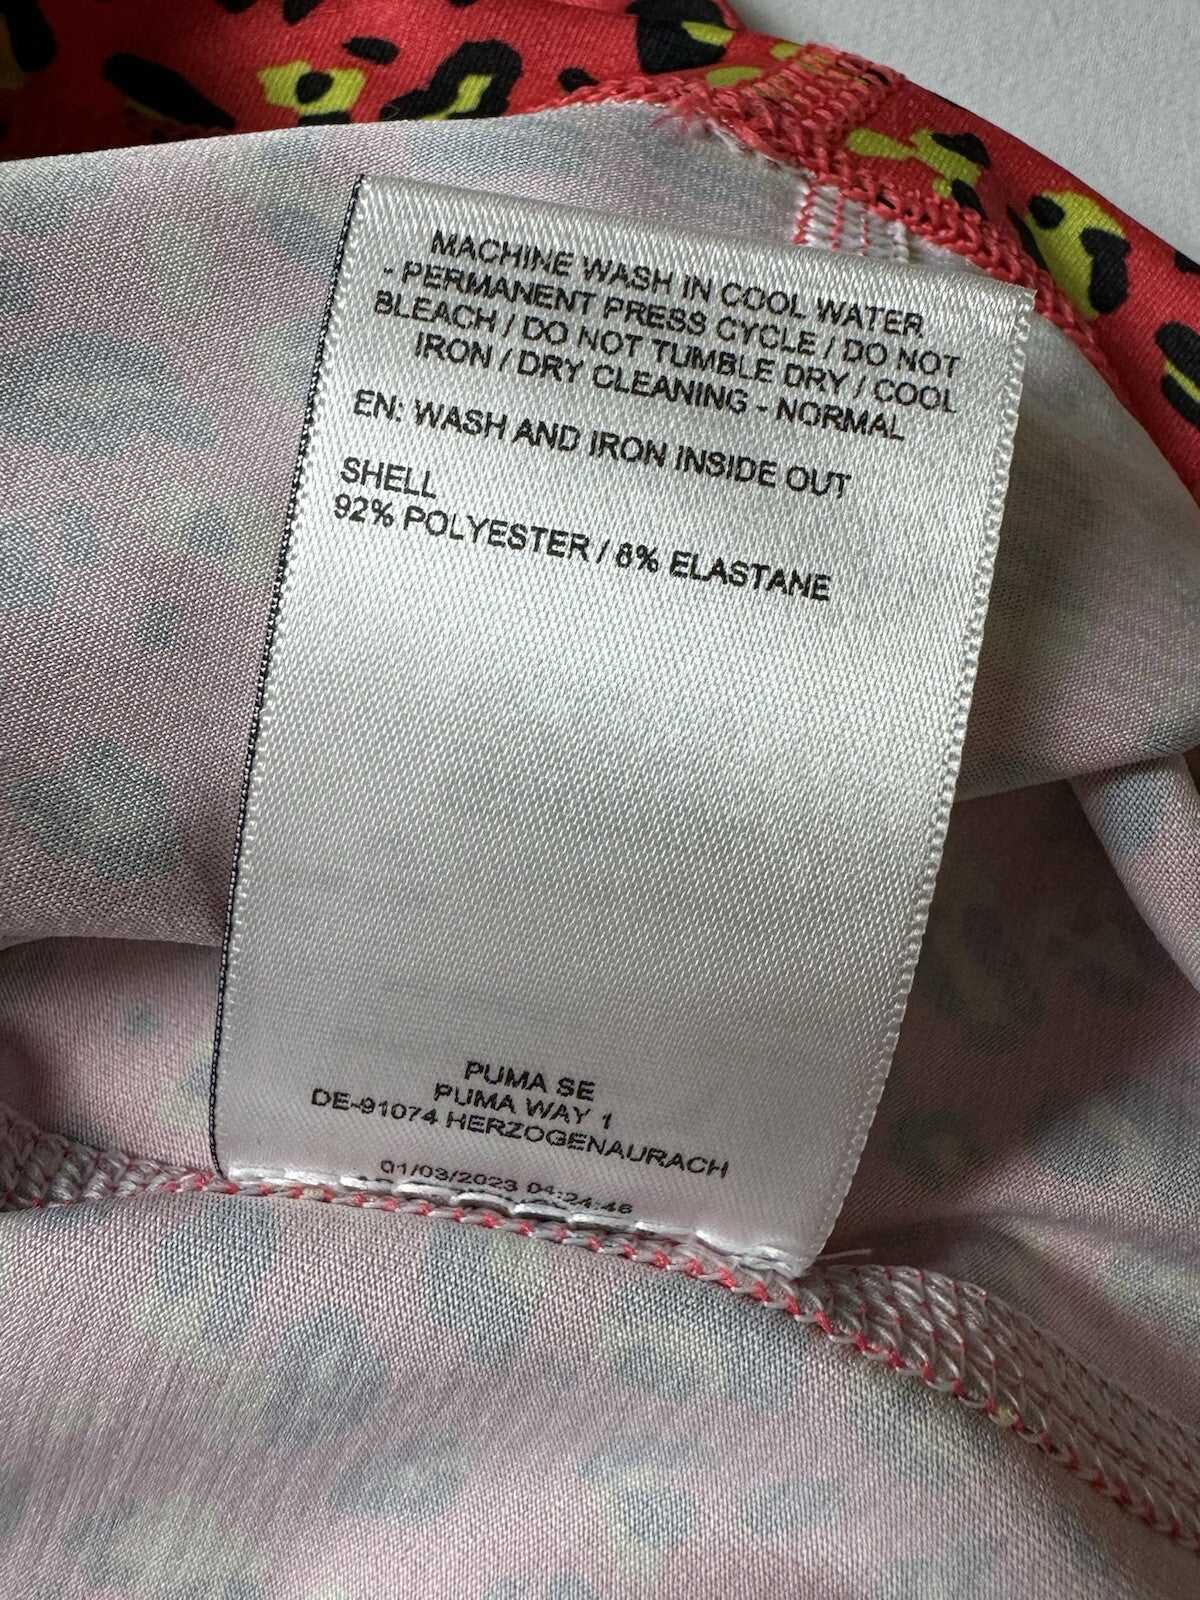 MACHINE WASH IN COOL WATER
- PERMANENT PRESS CYCLE / DO NOT
BLEACH / DO NOT TUMBLE DRY / COOL
IRON / DRY CLEANING - NORMAL
EN: WASH AND IRON INSIDE OUT
SHELL
92% POLYESTER / 8% ELASTANE
PUMA SE
PUMA WAY 1
DE-91074 HERZOGENAURACH
01/03/2023 04:24:46